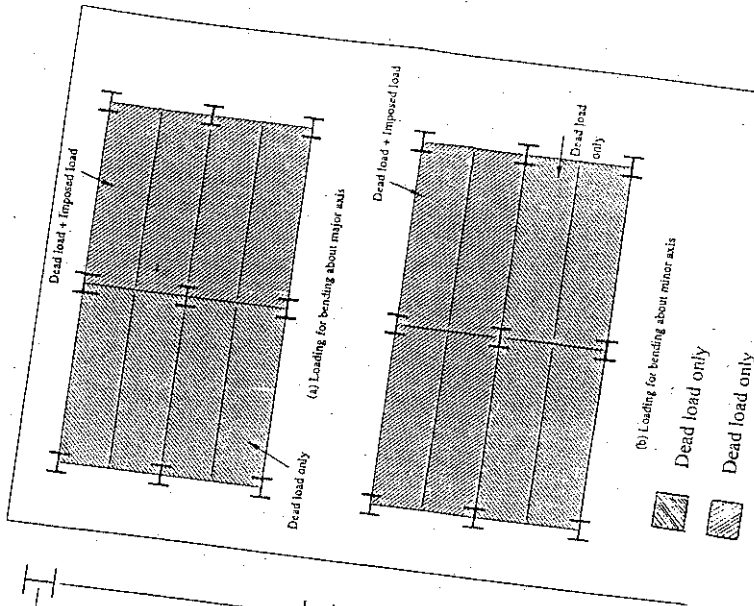 Dead load + Imposed load
Dead load only
(a) Loading for bending about major axis
Dead load + Imposed load
Dead load
only
(b) Loading for bending about minor axis
Dead load only
Dead load only